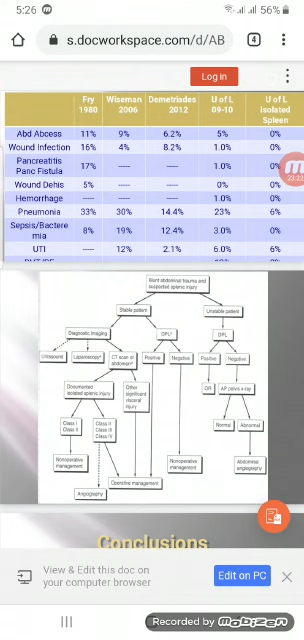 5:26
56%
s.docworkspace.com/d/AB
4
Log in
Fry 1980 Wiseman 2006 Demetriades 2012 U of L 09-10 U of L Isolated Spleen
Abd Abcess 11% 9% 6.2% 5% 0%
Wound Infection 16% 4% 8.2% 1.0% 0%
Pancreatitis Panc Fistula 17% ----- ----- 1.0% 0%
Wound Dehis 5% ----- 0% 0%
Hemorrhage ----- ----- 1.0% 0%
Pneumonia 33% 30% 14.4% 23% 6%
Sepsis/Bactere mia 8% 19% 12.4% 3.0% 0%
UTI ----- 12% 2.1% 6.0% 6%
Blunt abdominal trauma and
suspected splenic injury
Stable patient
Unstable patient
Diagnostic imaging
DPL
DPL
Ultrasound
Laparoscopy
CT scan of
abdomen
Positive
Negative
Positive
Negative
Documented
isolated splenic injury
Other
significant
visceral
injury
OR
AP pelvis x-ray
Class I
Class II
Class II
Class III
Class IV
Normal
Abnormal
Nonoperative
management
Nonoperative
management
Abdominal
angiography
Operative management
Angiography
Conclusions
View & Edit this doc on
your computer browser
Edit on PC
Recorded by mobizen